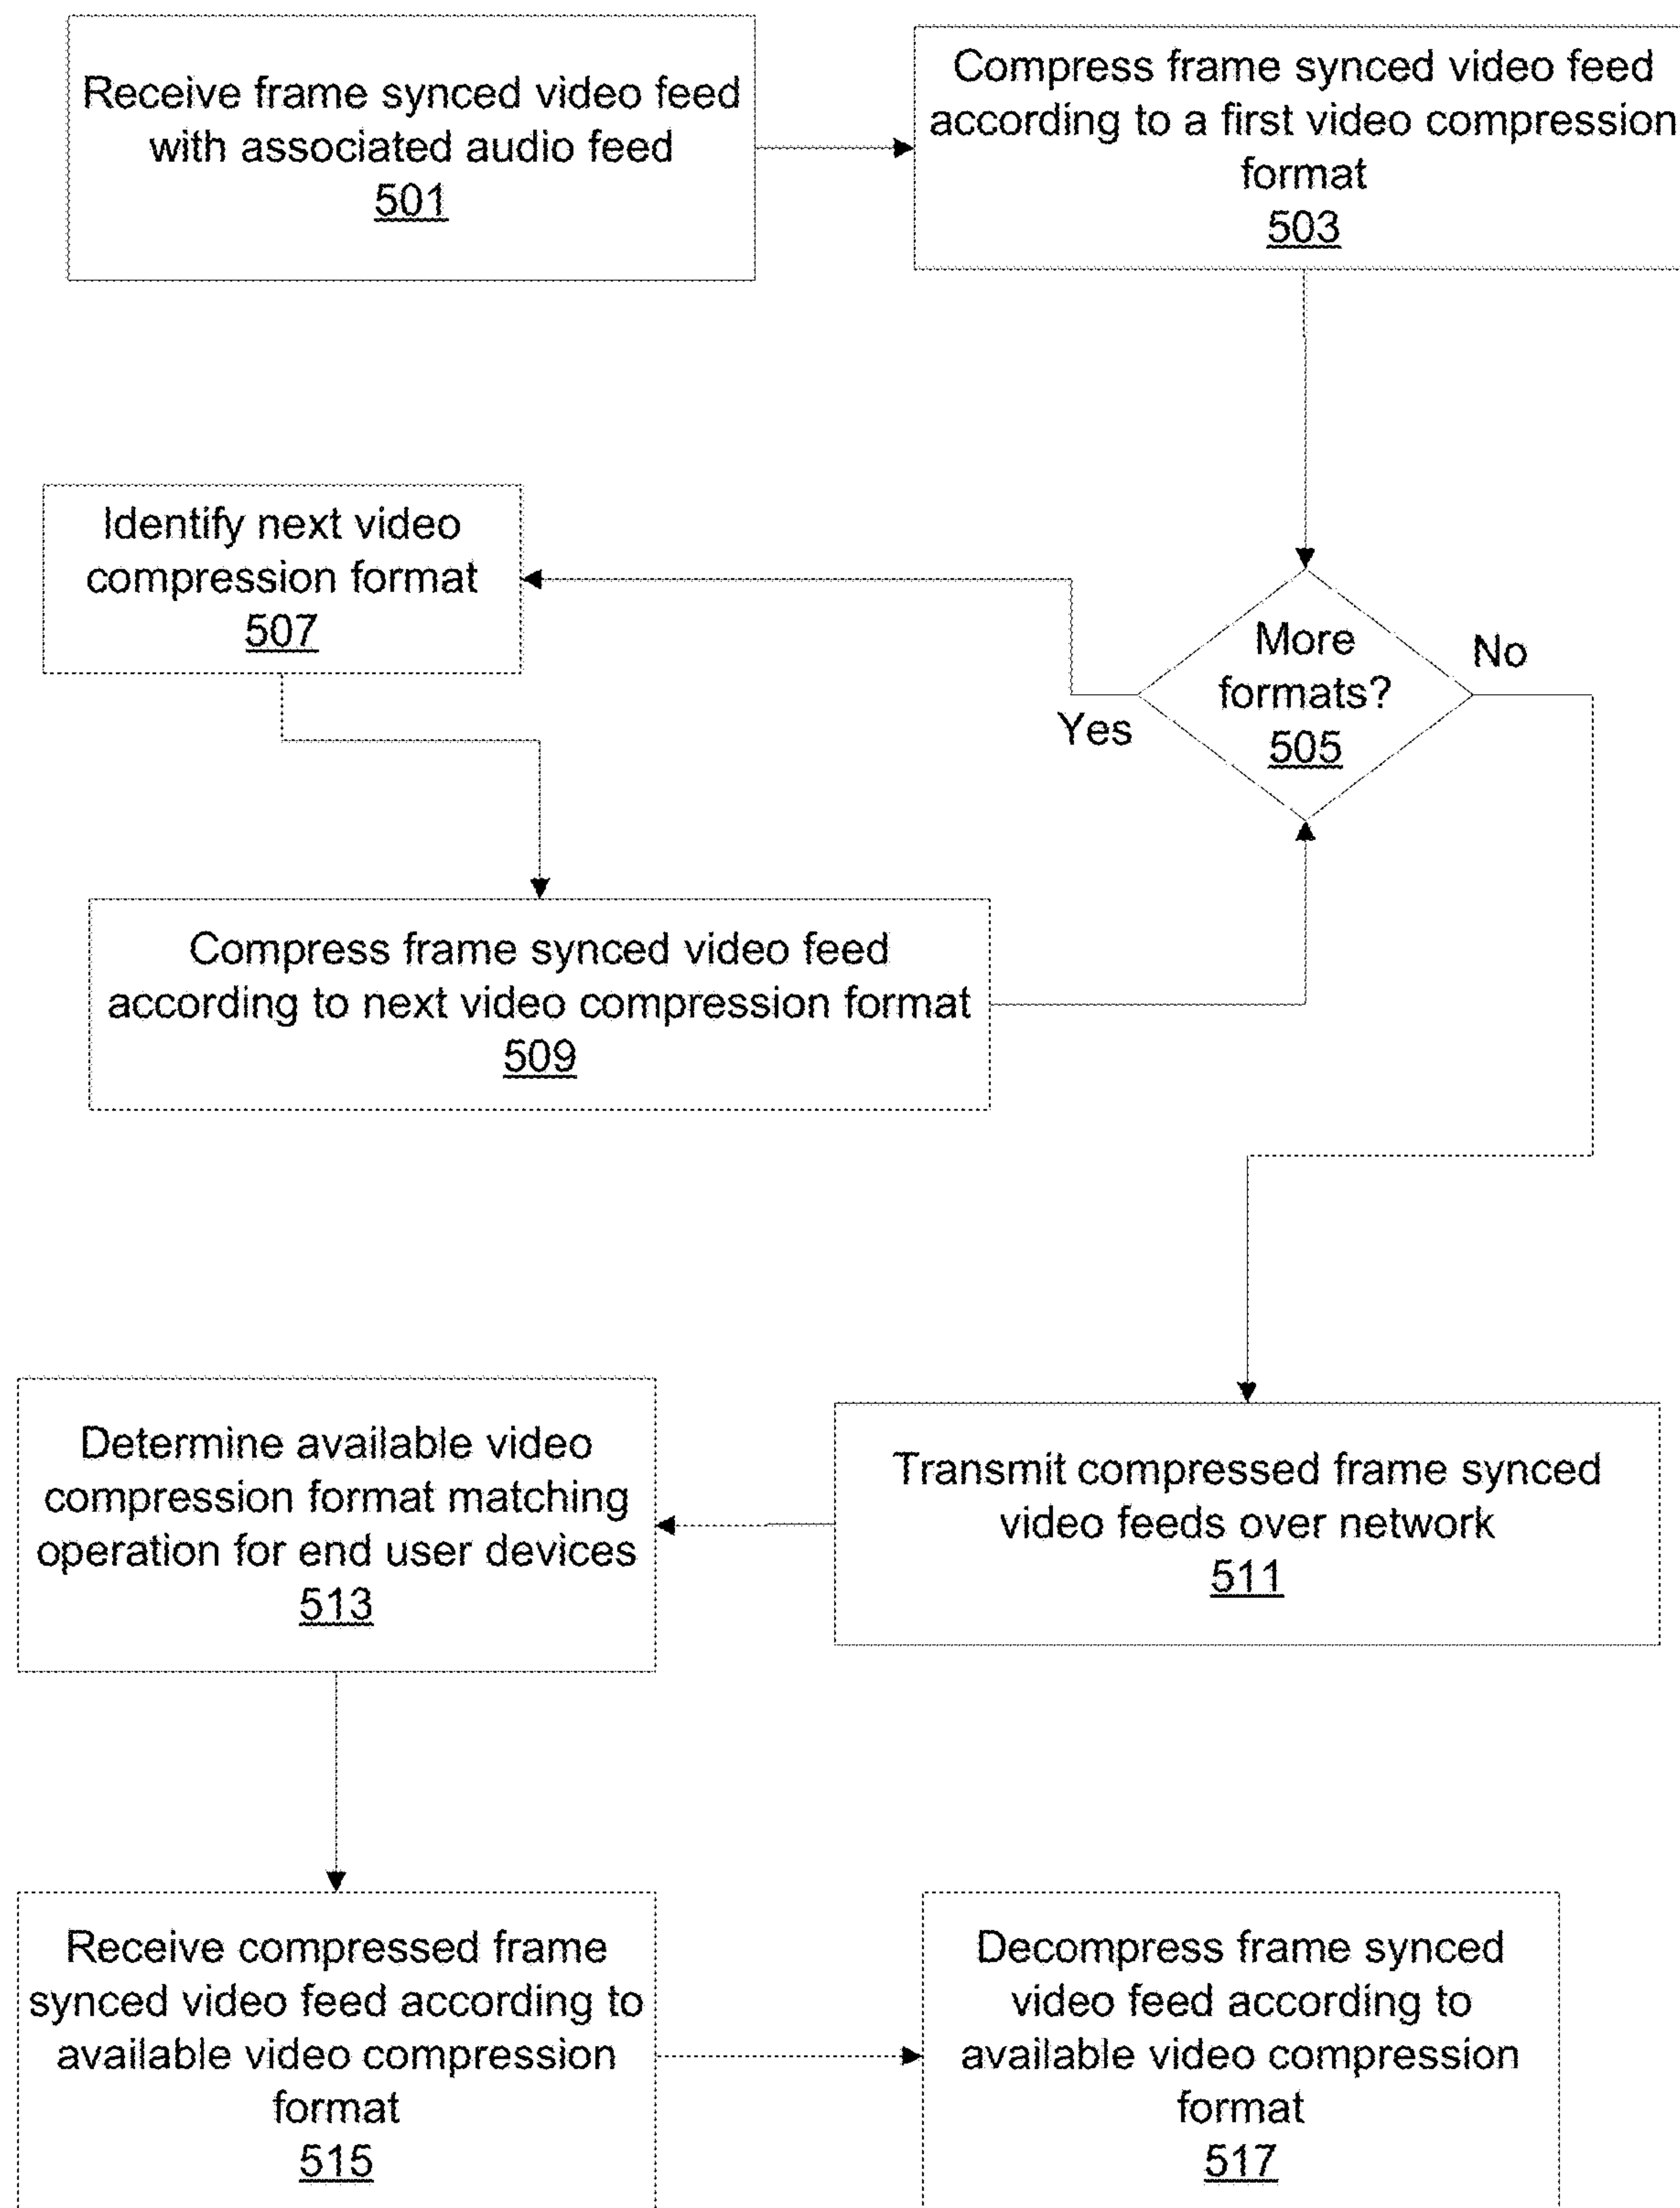 Receive frame synced video feed
with associated audio feed
501
Compress frame synced video feed
according to a first video compression
format
503
Identify next video
compression format
507
More
formats?
505
No
Yes
Compress frame synced video feed
according to next video compression format
509
Determine available video
compression format matching
operation for end user devices
513
Transmit compressed frame synced
video feeds over network
511
Receive compressed frame
synced video feed according to
available video compression
format
515
Decompress frame synced
video feed according to
available video compression
format
517